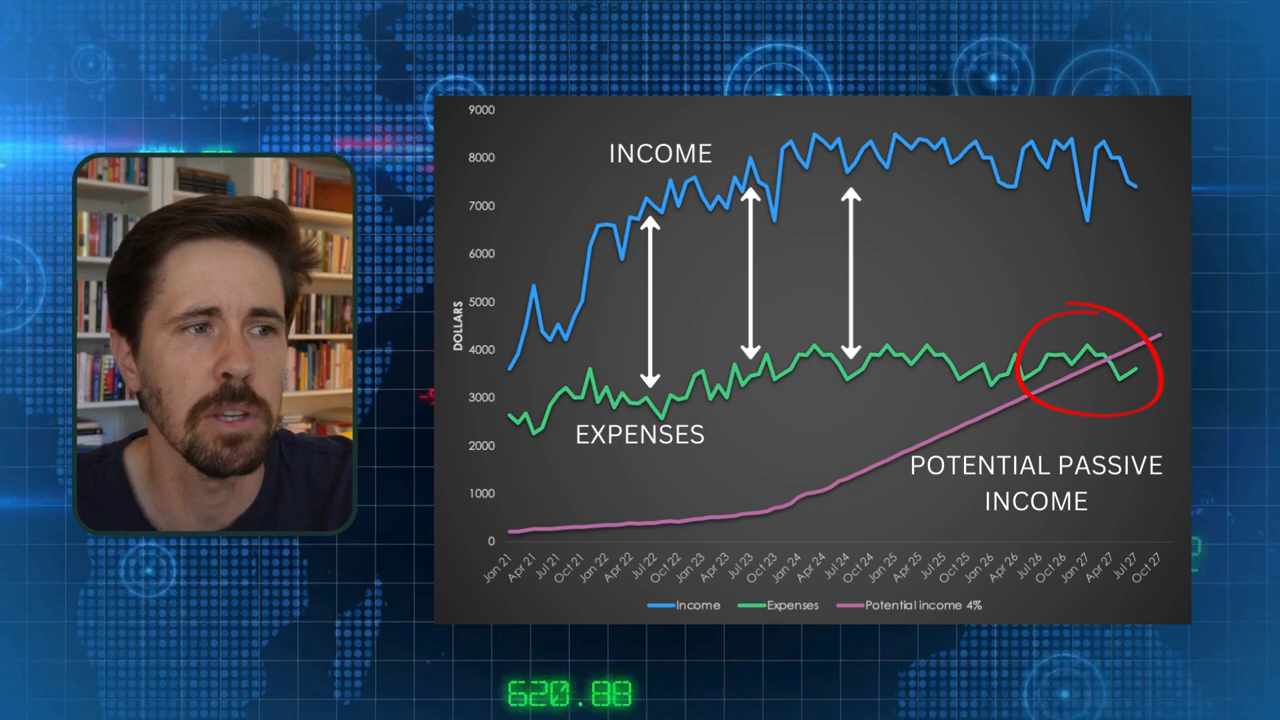 9000
8000
7000
6000
5000
4000
3000
2000
1000
0
DOLLARS
INCOME
EXPENSES
POTENTIAL PASSIVE
INCOME
Jan 21
Apr 21
Jul 21
Oct 21
Jan 22
Apr 22
Jul 22
Oct 22
Jan 23
Apr 23
Jul 23
Oct 23
Jan 24
Apr 24
Jul 24
Oct 24
Jan 25
Apr 25
Jul 25
Oct 25
Jan 26
Apr 26
Jul 26
Oct 26
Jan 27
Apr 27
Jul 27
Oct 27
Income Expenses Potential income 4%
620.88